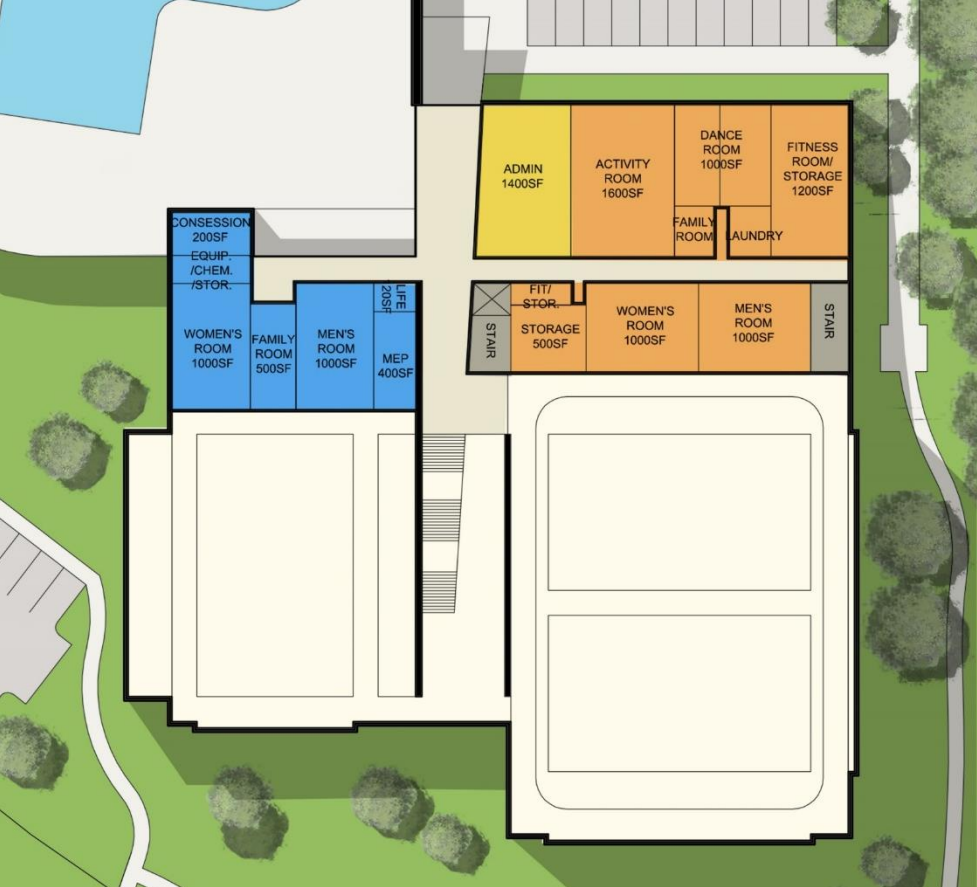 ADMIN
1400SF
ACTIVITY
ROOM
1600SF
DANCE
ROOM
1000SF
FITNESS
ROOM/
STORAGE
1200SF
FAMILY
ROOM
LAUNDRY
CONSESSION
200SF
EQUIP.
/CHEM.
/STOR.
WOMEN'S
ROOM
1000SF
FAMILY
ROOM
500SF
MEN'S
ROOM
1000SF
LIFE
20SF
MEP
400SF
STAIR
FIT/
STOR.
STORAGE
500SF
WOMEN'S
ROOM
1000SF
MEN'S
ROOM
1000SF
STAIR